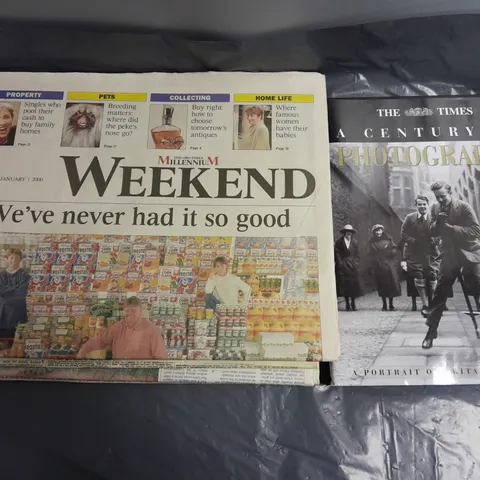 PROPERTY
Singles who
pool their
cash to
buy family
homes
PETS
Breeding
matters:
where did
the peke's
nose go?
COLLECTING
Buy right
how to
choose
tomorrow's
antiques
HOME LIFE
Where
famous
women
have their
babies
JANUARY 1 2000
MILLENNIUM
WEEKEND
We've never had it so good
THE TIMES
A CENTURY
PHOTOGRA
A PORTRAIT O